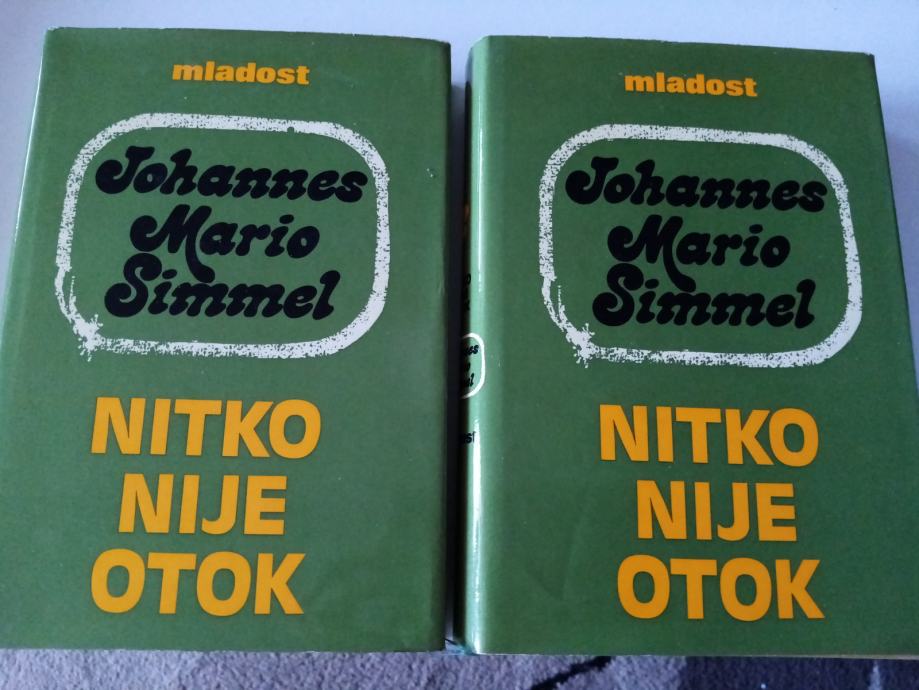 mladost
Johannes
Mario
Simmel
NITKO
NIJE
OTOK
mladost
Johannes
Mario
Simmel
NITKO
NIJE
OTOK